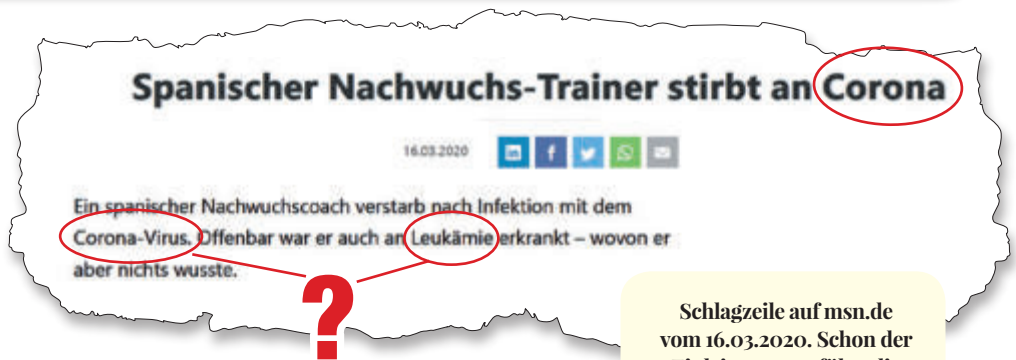 Spanischer Nachwuchs-Trainer stirbt an Corona
16.03.2020
Ein spanischer Nachwuchscoach verstarb nach Infektion mit dem
Corona-Virus. Offenbar war er auch an Leukämie erkrankt – wovon er
aber nichts wusste.
?
Schlagzeile auf msn.de
vom 16.03.2020. Schon der